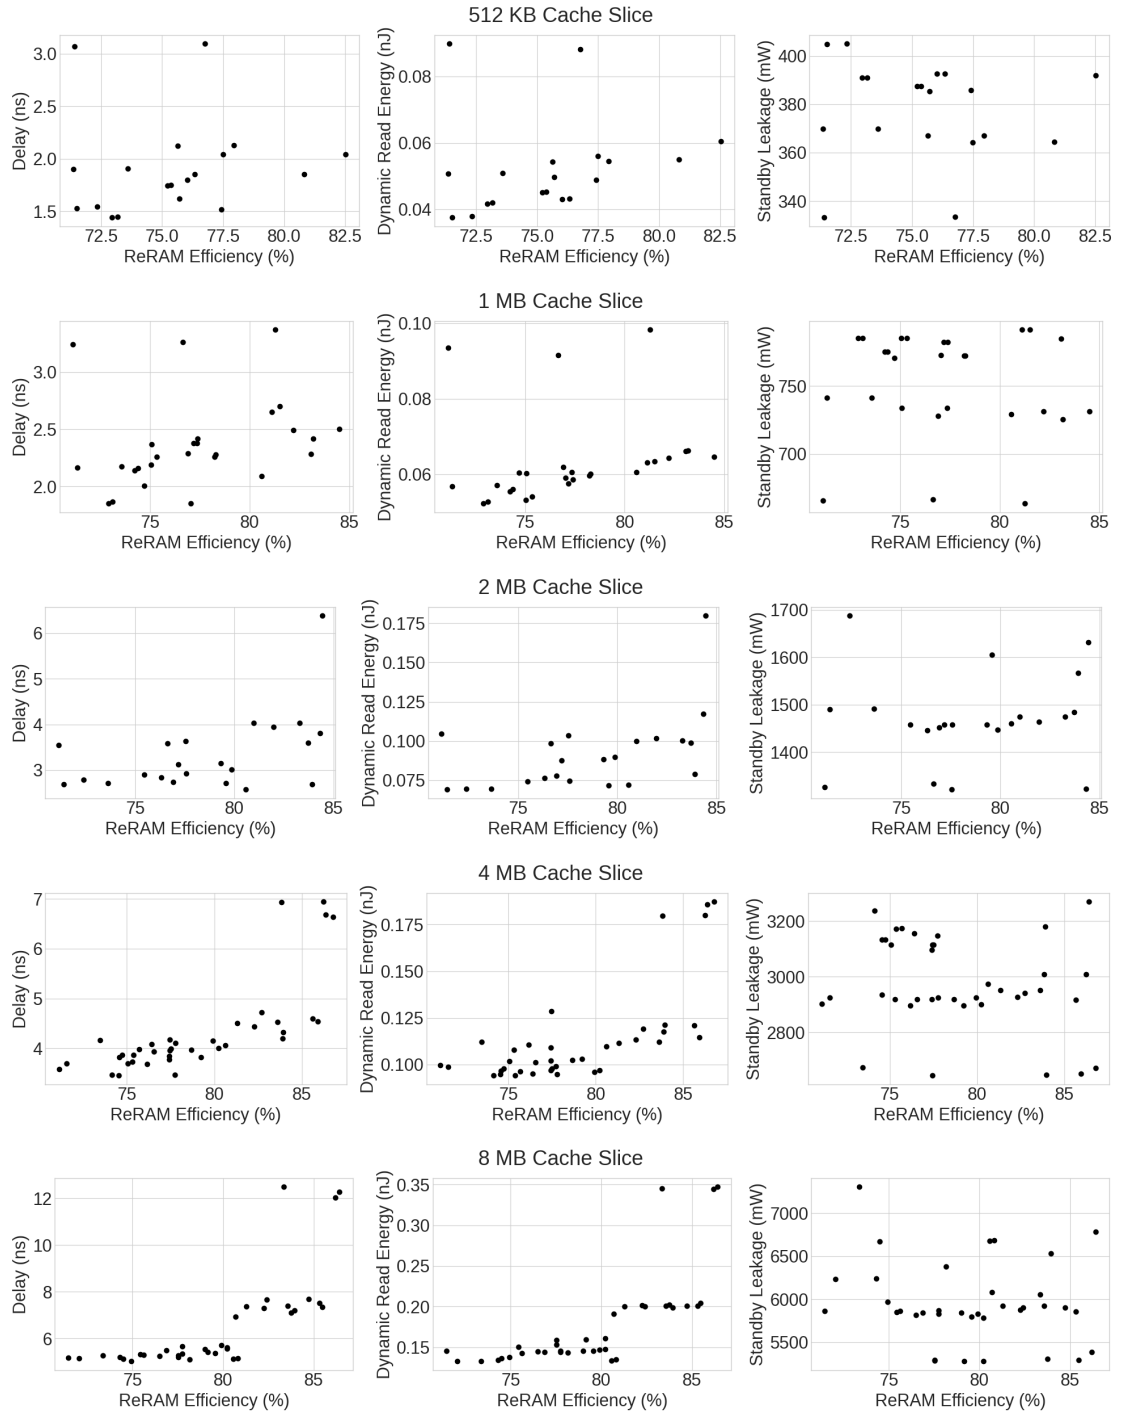 512 KB Cache Slice
Delay (ns)
3.0
2.5
2.0
1.5
72.5 75.0 77.5 80.0 82.5
ReRAM Efficiency (%)
Dynamic Read Energy (nJ)
0.08
0.06
0.04
72.5 75.0 77.5 80.0 82.5
ReRAM Efficiency (%)
Standby Leakage (mW)
400
380
360
340
72.5 75.0 77.5 80.0 82.5
ReRAM Efficiency (%)
1 MB Cache Slice
Delay (ns)
3.0
2.5
2.0
75 80 85
ReRAM Efficiency (%)
Dynamic Read Energy (nJ)
0.10
0.08
0.06
75 80 85
ReRAM Efficiency (%)
Standby Leakage (mW)
750
700
75 80 85
ReRAM Efficiency (%)
2 MB Cache Slice
Delay (ns)
6
5
4
3
75 80 85
ReRAM Efficiency (%)
Dynamic Read Energy (nJ)
0.175
0.150
0.125
0.100
0.075
75 80 85
ReRAM Efficiency (%)
Standby Leakage (mW)
1700
1600
1500
1400
75 80 85
ReRAM Efficiency (%)
4 MB Cache Slice
Delay (ns)
7
6
5
4
75 80 85
ReRAM Efficiency (%)
Dynamic Read Energy (nJ)
0.175
0.150
0.125
0.100
75 80 85
ReRAM Efficiency (%)
Standby Leakage (mW)
3200
3000
2800
75 80 85
ReRAM Efficiency (%)
8 MB Cache Slice
Delay (ns)
12
10
8
6
75 80 85
ReRAM Efficiency (%)
Dynamic Read Energy (nJ)
0.35
0.30
0.25
0.20
0.15
75 80 85
ReRAM Efficiency (%)
Standby Leakage (mW)
7000
6500
6000
5500
75 80 85
ReRAM Efficiency (%)